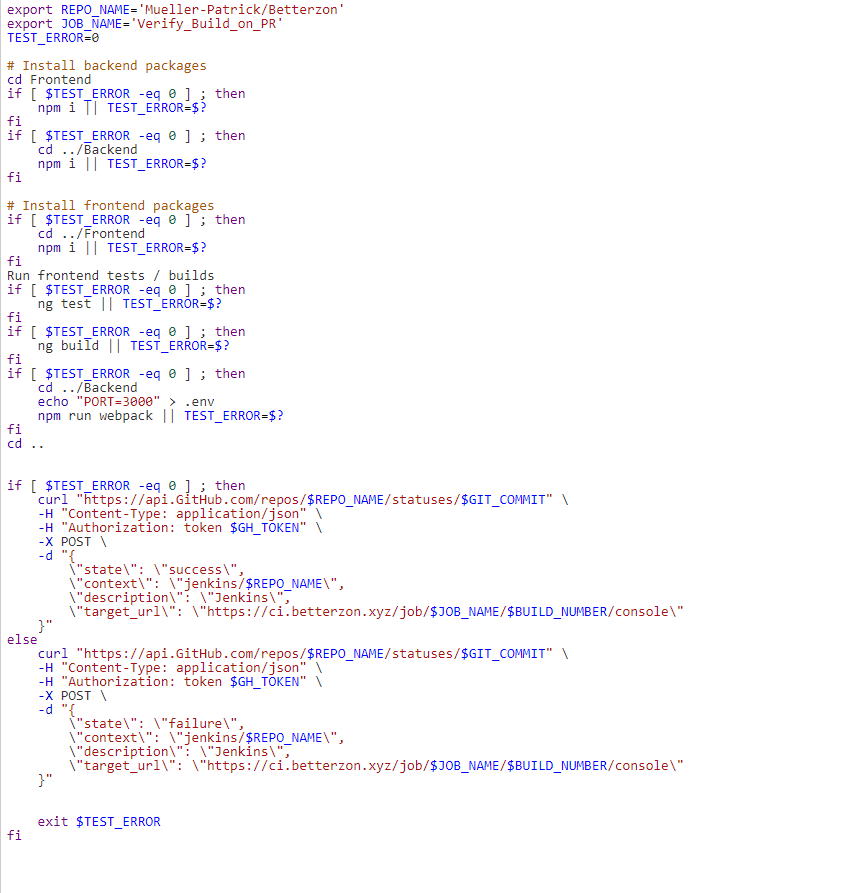 export REPO_NAME='Mueller-Patrick/Betterzon'
export JOB_NAME='Verify_Build_on_PR'
TEST_ERROR=0

# Install backend packages
cd Frontend
if [ $TEST_ERROR -eq 0 ] ; then
    npm i || TEST_ERROR=$?
fi
if [ $TEST_ERROR -eq 0 ] ; then
    cd ../Backend
    npm i || TEST_ERROR=$?
fi

# Install frontend packages
if [ $TEST_ERROR -eq 0 ] ; then
    cd ../Frontend
    npm i || TEST_ERROR=$?
fi
Run frontend tests / builds
if [ $TEST_ERROR -eq 0 ] ; then
    ng test || TEST_ERROR=$?
fi
if [ $TEST_ERROR -eq 0 ] ; then
    ng build || TEST_ERROR=$?
fi
if [ $TEST_ERROR -eq 0 ] ; then
    cd ../Backend
    echo "PORT=3000" > .env
    npm run webpack || TEST_ERROR=$?
fi
cd ..


if [ $TEST_ERROR -eq 0 ] ; then
    curl "https://api.GitHub.com/repos/$REPO_NAME/statuses/$GIT_COMMIT" \
    -H "Content-Type: application/json" \
    -H "Authorization: token $GH_TOKEN" \
    -X POST \
    -d "{
        \"state\": \"success\",
        \"context\": \"jenkins/$REPO_NAME\",
        \"description\": \"Jenkins\",
        \"target_url\": \"https://ci.betterzon.xyz/job/$JOB_NAME/$BUILD_NUMBER/console\"
    }"
else
    curl "https://api.GitHub.com/repos/$REPO_NAME/statuses/$GIT_COMMIT" \
    -H "Content-Type: application/json" \
    -H "Authorization: token $GH_TOKEN" \
    -X POST \
    -d "{
        \"state\": \"failure\",
        \"context\": \"jenkins/$REPO_NAME\",
        \"description\": \"Jenkins\",
        \"target_url\": \"https://ci.betterzon.xyz/job/$JOB_NAME/$BUILD_NUMBER/console\"
    }"


    exit $TEST_ERROR
fi